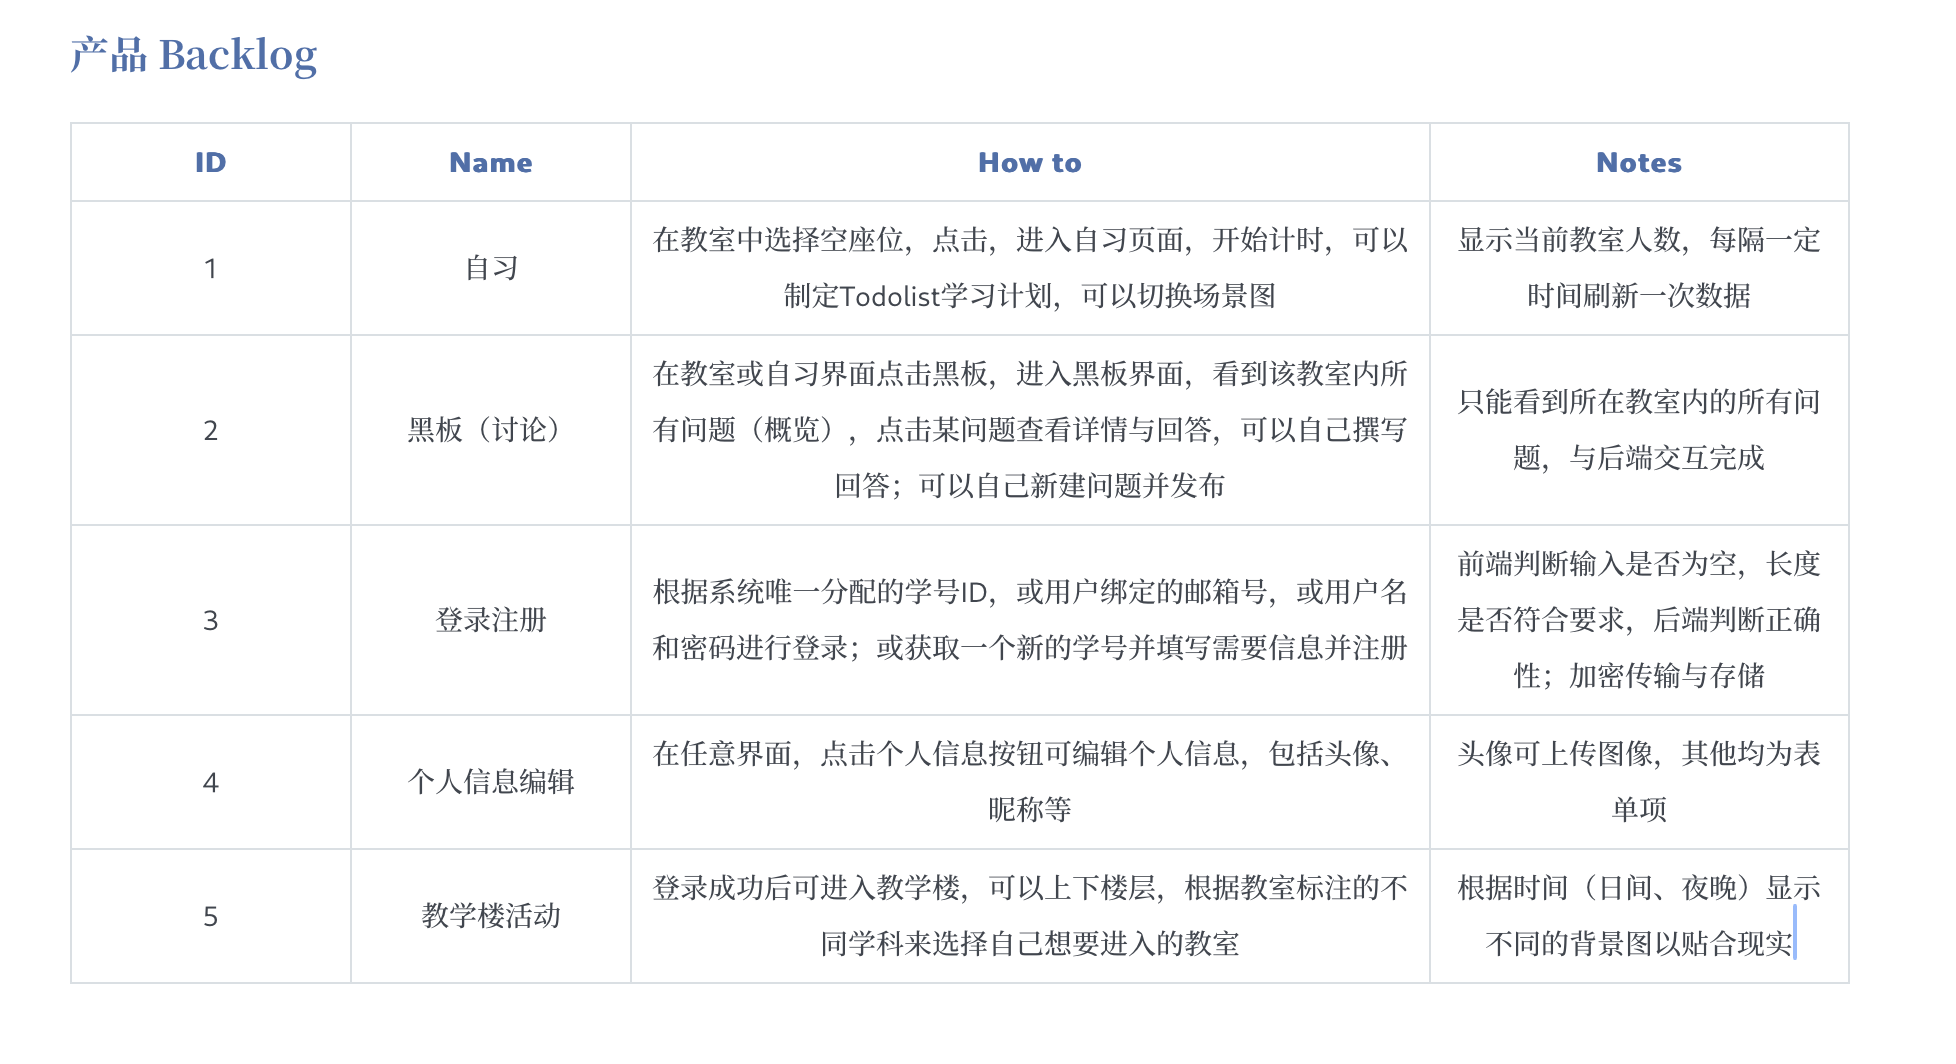 产品 Backlog
ID
Name
How to
Notes
1
自习
在教室中选择空座位，点击，进入自习页面，开始计时，可以
制定Todolist学习计划，可以切换场景图
显示当前教室人数，每隔一定
时间刷新一次数据
2
黑板（讨论）
在教室或自习界面点击黑板，进入黑板界面，看到该教室内所
有问题（概览），点击某问题查看详情与回答，可以自己撰写
回答；可以自己新建问题并发布
只能看到所在教室内的所有问
题，与后端交互完成
3
登录注册
根据系统唯一分配的学号ID，或用户绑定的邮箱号，或用户名
和密码进行登录；或获取一个新的学号并填写需要信息并注册
前端判断输入是否为空，长度
是否符合要求，后端判断正确
性；加密传输与存储
4
个人信息编辑
在任意界面，点击个人信息按钮可编辑个人信息，包括头像、
昵称等
头像可上传图像，其他均为表
单项
5
教学楼活动
登录成功后可进入教学楼，可以上下楼层，根据教室标注的不
同学科来选择自己想要进入的教室
根据时间（日间、夜晚）显示
不同的背景图以贴合现实